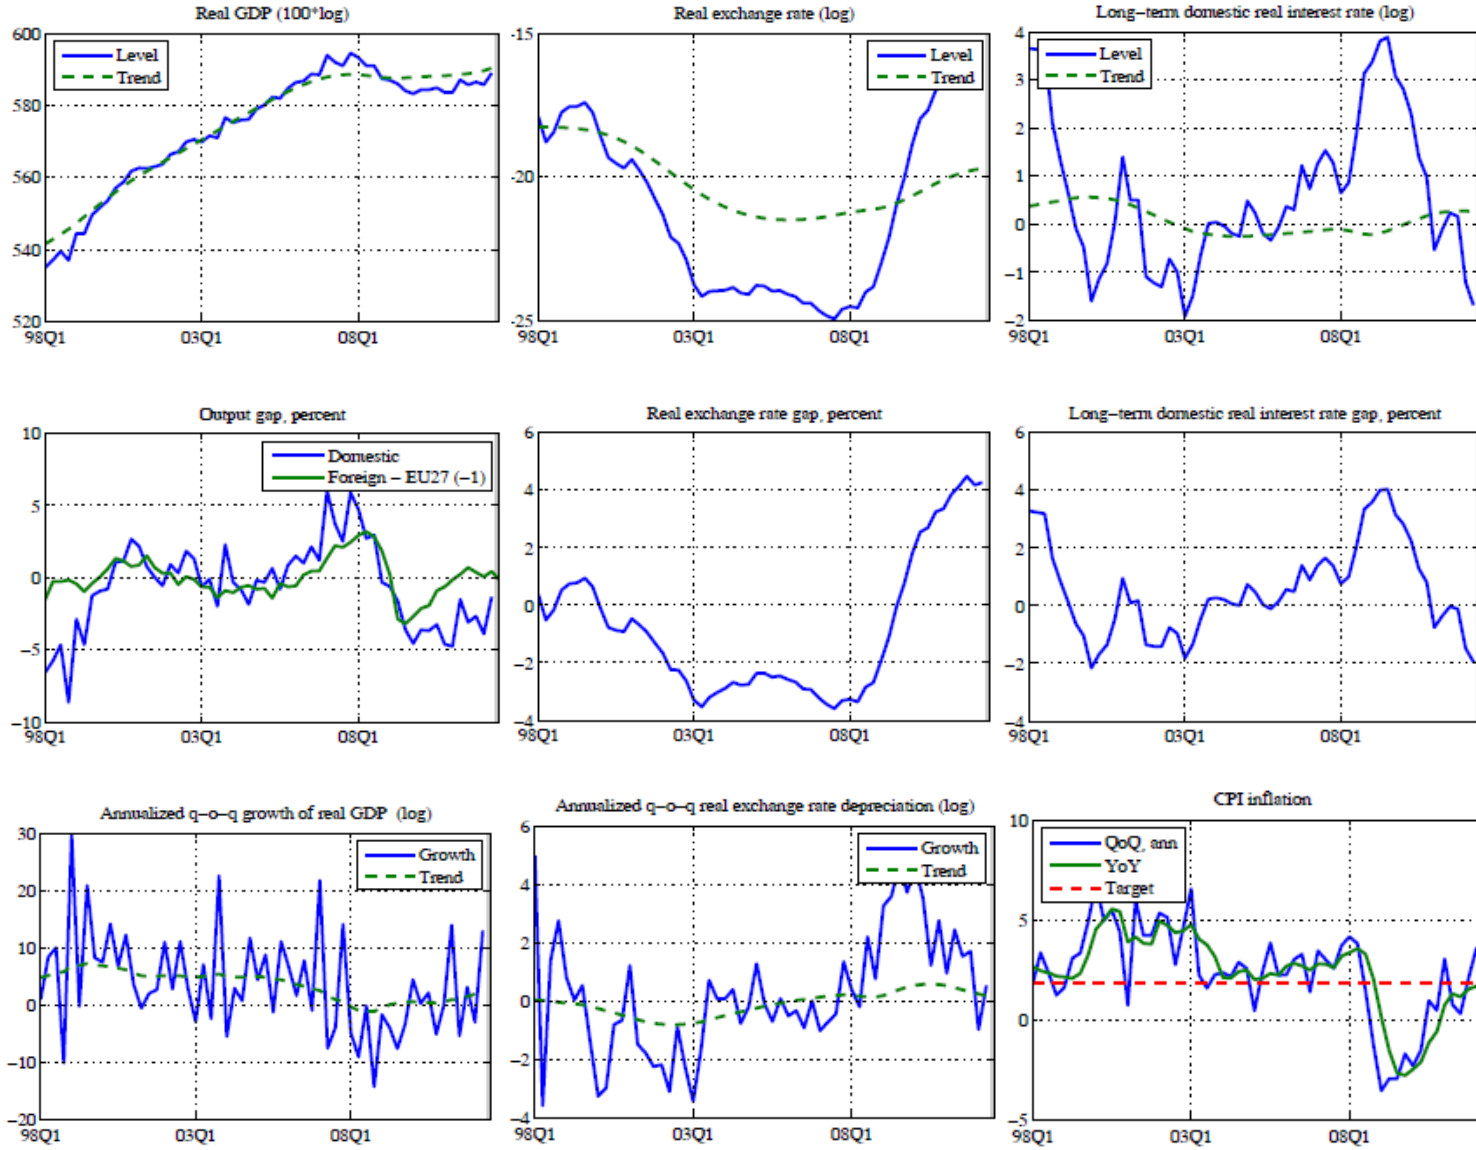 Real GDP (100*log)
600
580
560
540
520
98Q1
03Q1
08Q1
Level
Trend
Real exchange rate (log)
-15
-20
-25
98Q1
03Q1
08Q1
Level
Trend
Long-term domestic real interest rate (log)
4
3
2
1
0
-1
-2
98Q1
03Q1
08Q1
Level
Trend
Output gap, percent
10
5
0
-5
-10
98Q1
03Q1
08Q1
Domestic
Foreign - EU27 (-1)
Real exchange rate gap, percent
6
4
2
0
-2
-4
98Q1
03Q1
08Q1
Long-term domestic real interest rate gap, percent
6
4
2
0
-2
-4
98Q1
03Q1
08Q1
Annualized q-o-q growth of real GDP (log)
30
20
10
0
-10
-20
98Q1
03Q1
08Q1
Growth
Trend
Annualized q-o-q real exchange rate depreciation (log)
6
4
2
0
-2
-4
98Q1
03Q1
08Q1
Growth
Trend
CPI inflation
10
5
0
-5
98Q1
03Q1
08Q1
QoQ, ann
YoY
Target